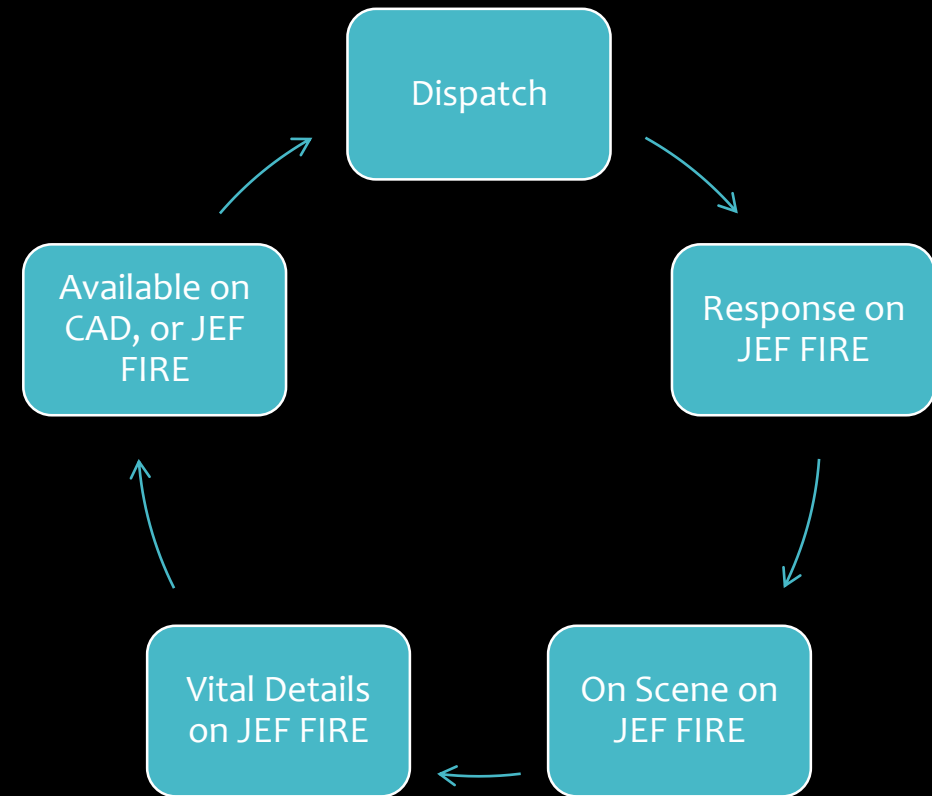 Dispatch
Response on
JEF FIRE
On Scene on
JEF FIRE
Vital Details
on JEF FIRE
Available on
CAD, or JEF
FIRE